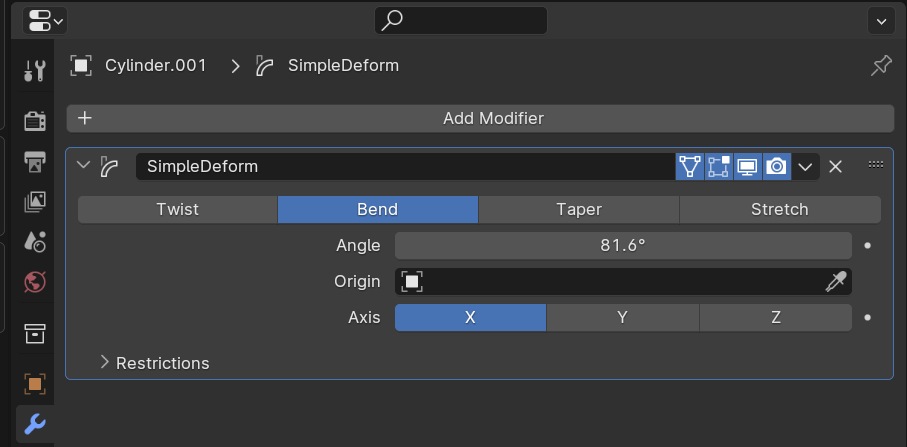 Cylinder.001 > SimpleDeform
Add Modifier
SimpleDeform
Twist Bend Taper Stretch
Angle 81.6°
Origin
Axis X Y Z
Restrictions